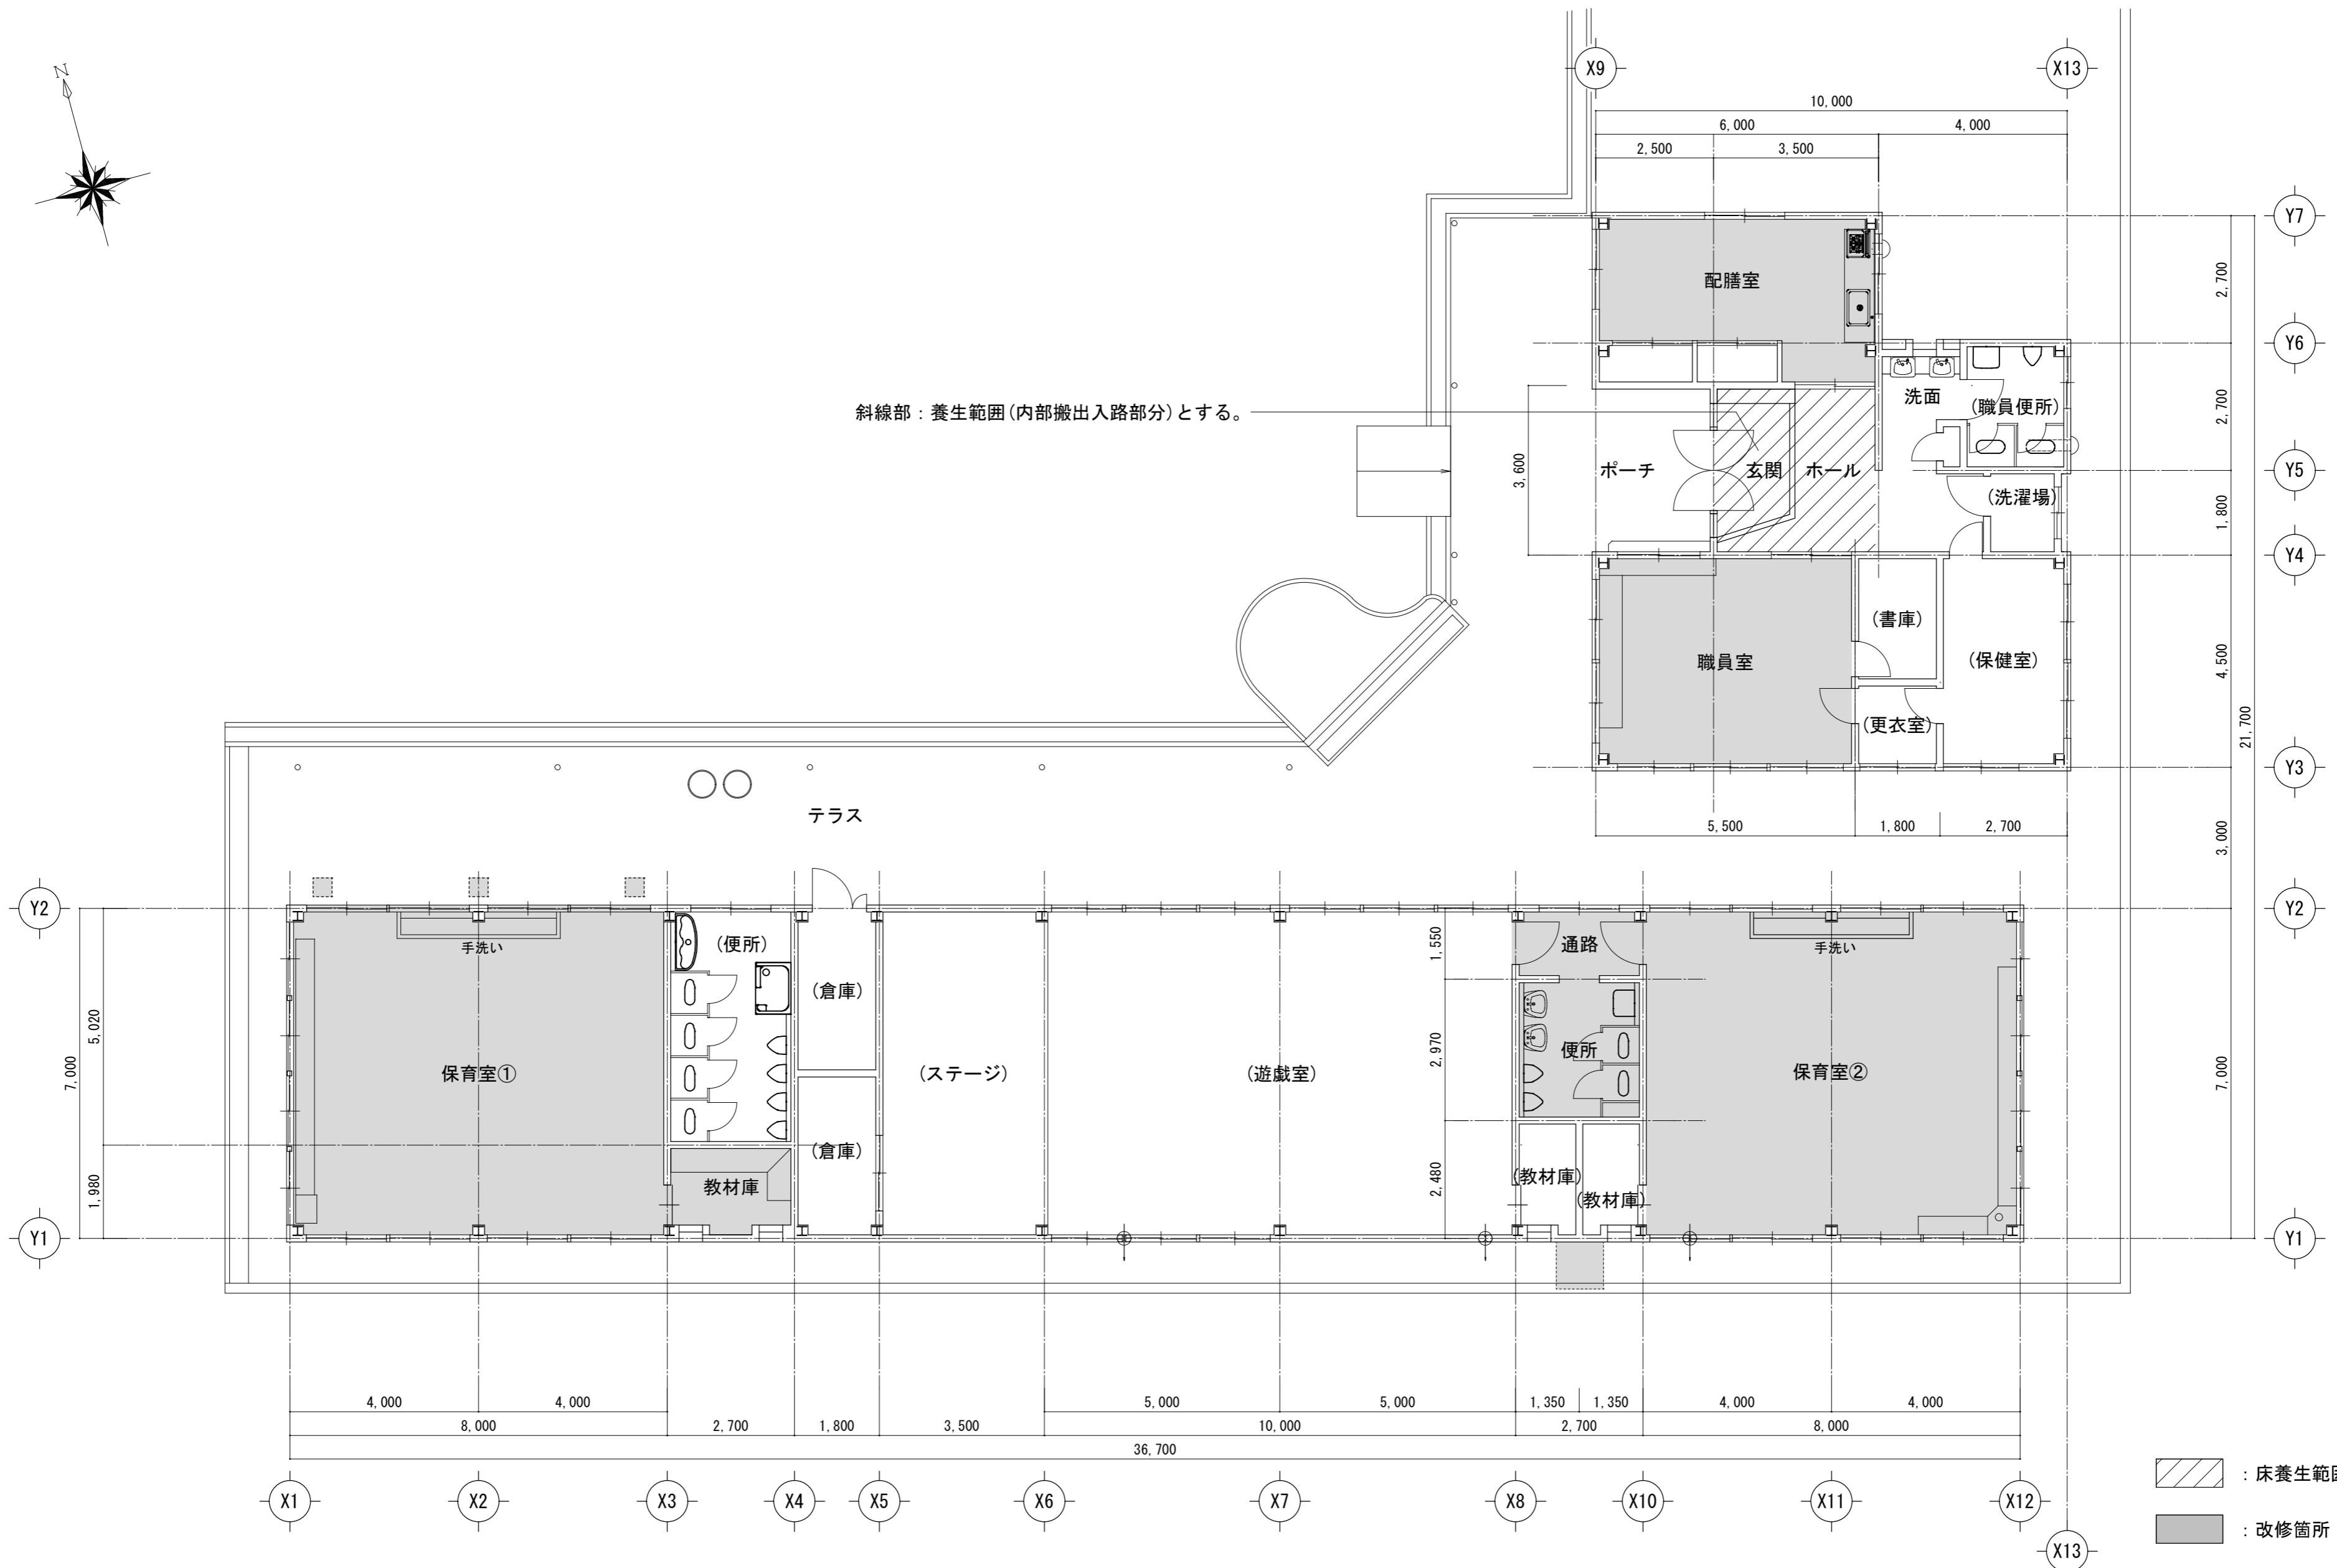 N
X9
X13
10,000
6,000
4,000
2,500
3,500
Y7
配膳室
2,700
Y6
洗面
(職員便所)
斜線部：養生範囲(内部搬出入路部分)とする。
2,700
3,600
ポーチ
玄関
ホール
Y5
(洗濯場)
1,800
Y4
(書庫)
職員室
(保健室)
4,500
(更衣室)
21,700
Y3
テラス
5,500
1,800
2,700
3,000
Y2
Y2
手洗い
(便所)
1,550
通路
手洗い
(倉庫)
5,020
7,000
保育室①
(ステージ)
(遊戯室)
2,970
便所
保育室②
7,000
(倉庫)
1,980
教材庫
2,480
(教材庫)
(教材庫)
Y1
Y1
4,000
4,000
5,000
5,000
1,350
1,350
4,000
4,000
8,000
2,700
1,800
3,500
10,000
2,700
8,000
36,700
X1
X2
X3
X4
X5
X6
X7
X8
X10
X11
X12
：床養生範囲
：改修箇所
X13